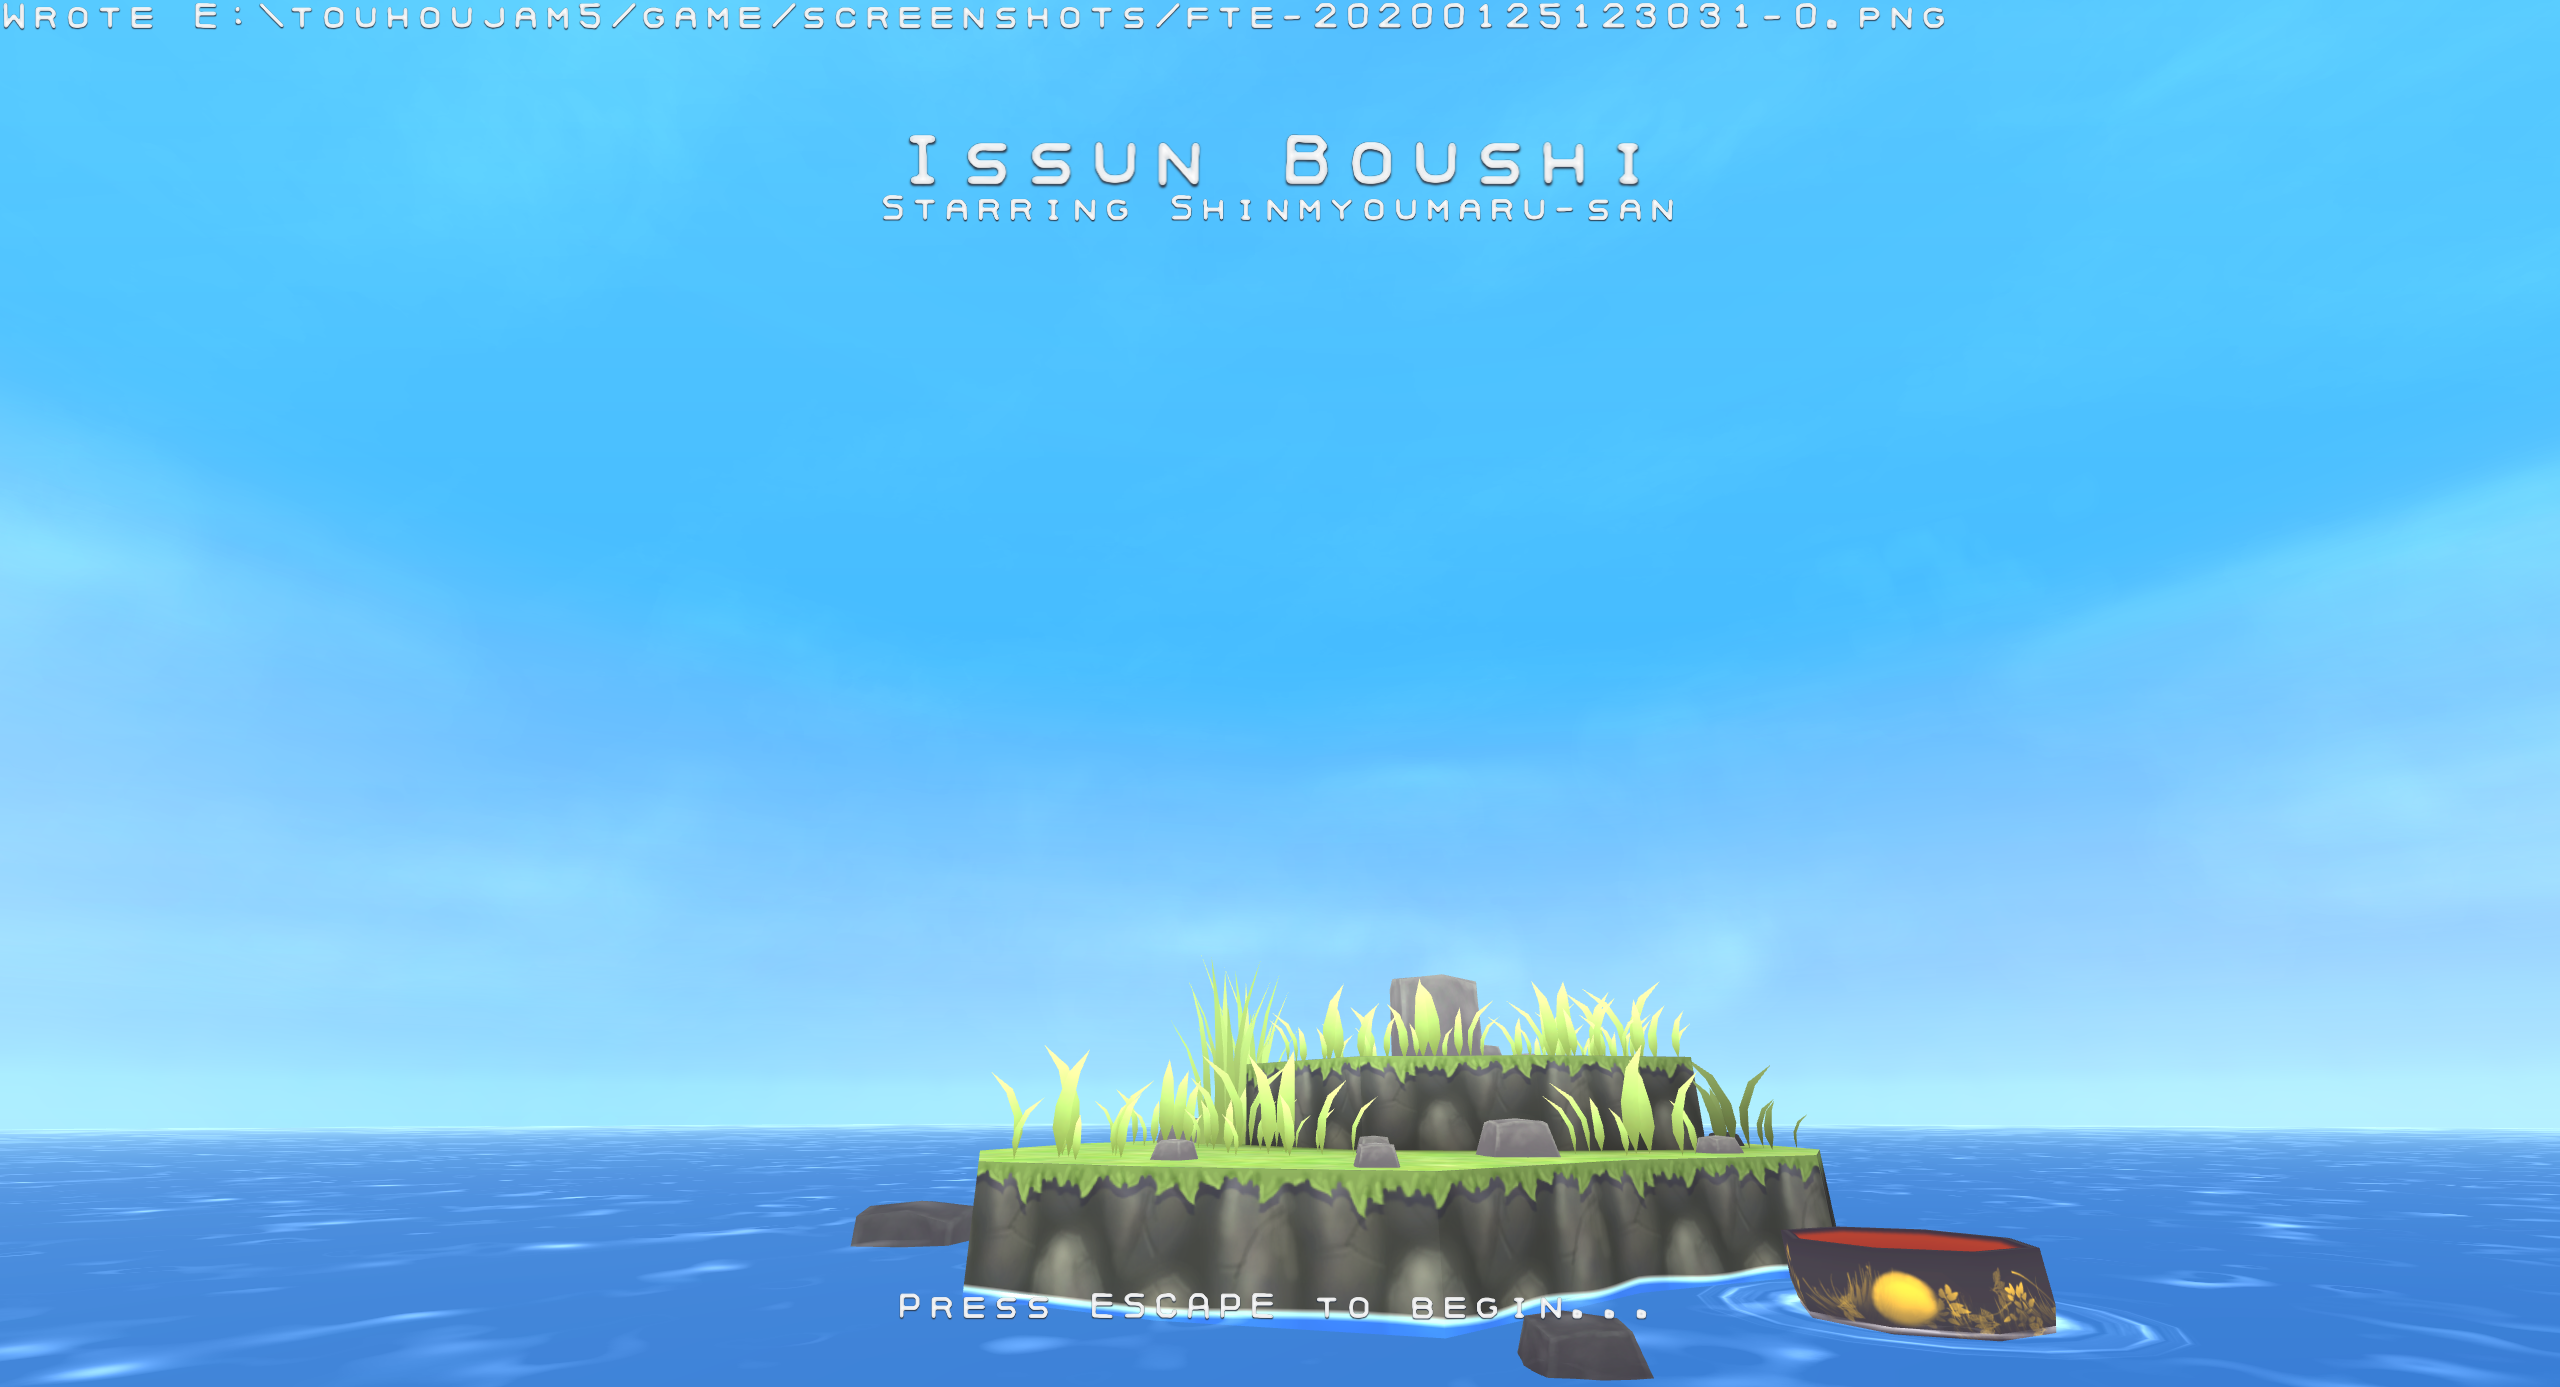 Wrote E:\touhoujam5/game/screenshots/fte-20200125123031-0.png
Issun Boushi
Starring Shinmyoumaru-san
Press escape to begin...